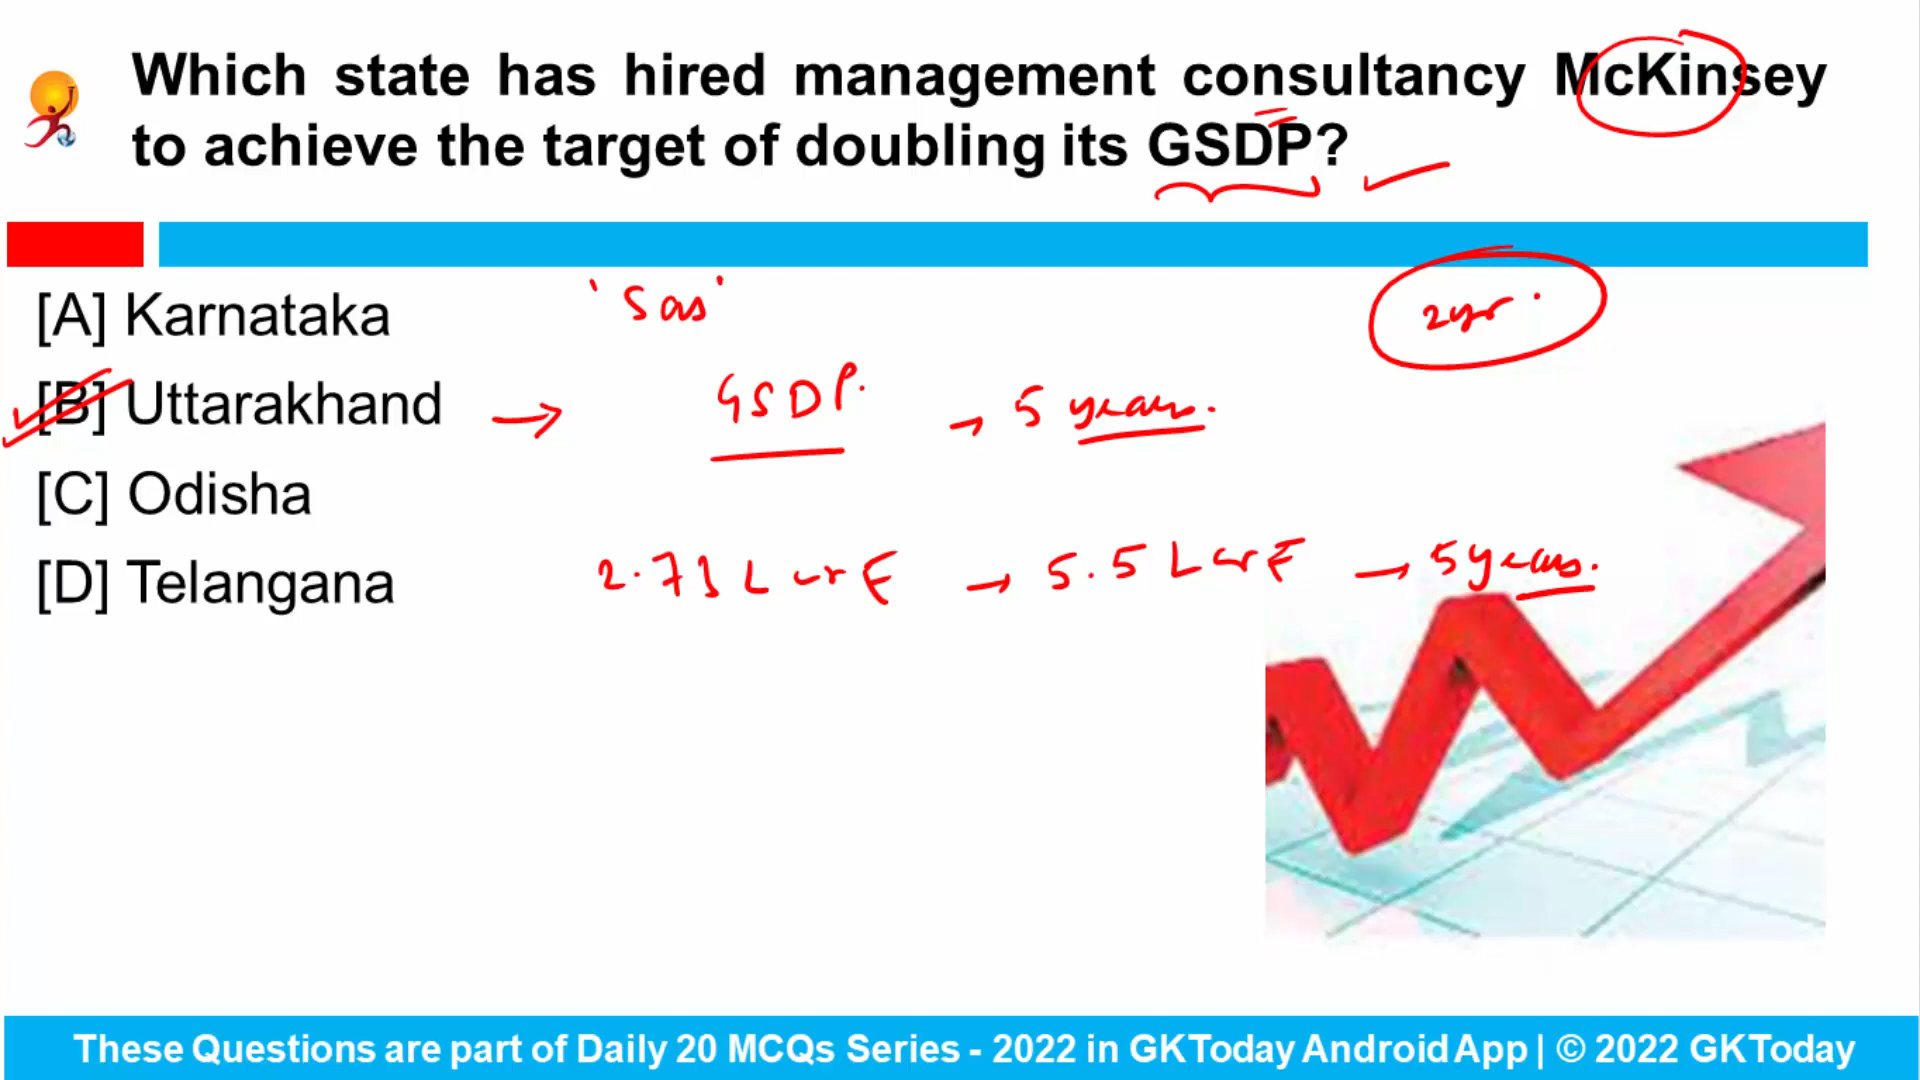 Which state has hired management consultancy McKinsey
to achieve the target of doubling its GSDP?
[A] Karnataka
'Sas'
2yr.
[B] Uttarakhand → GSDP. → 5 years.
[C] Odisha
[D] Telangana
2.73 L cr ₹ → 5.5 L cr ₹ → 5 years.
These Questions are part of Daily 20 MCQs Series - 2022 in GKToday Android App | © 2022 GKToday